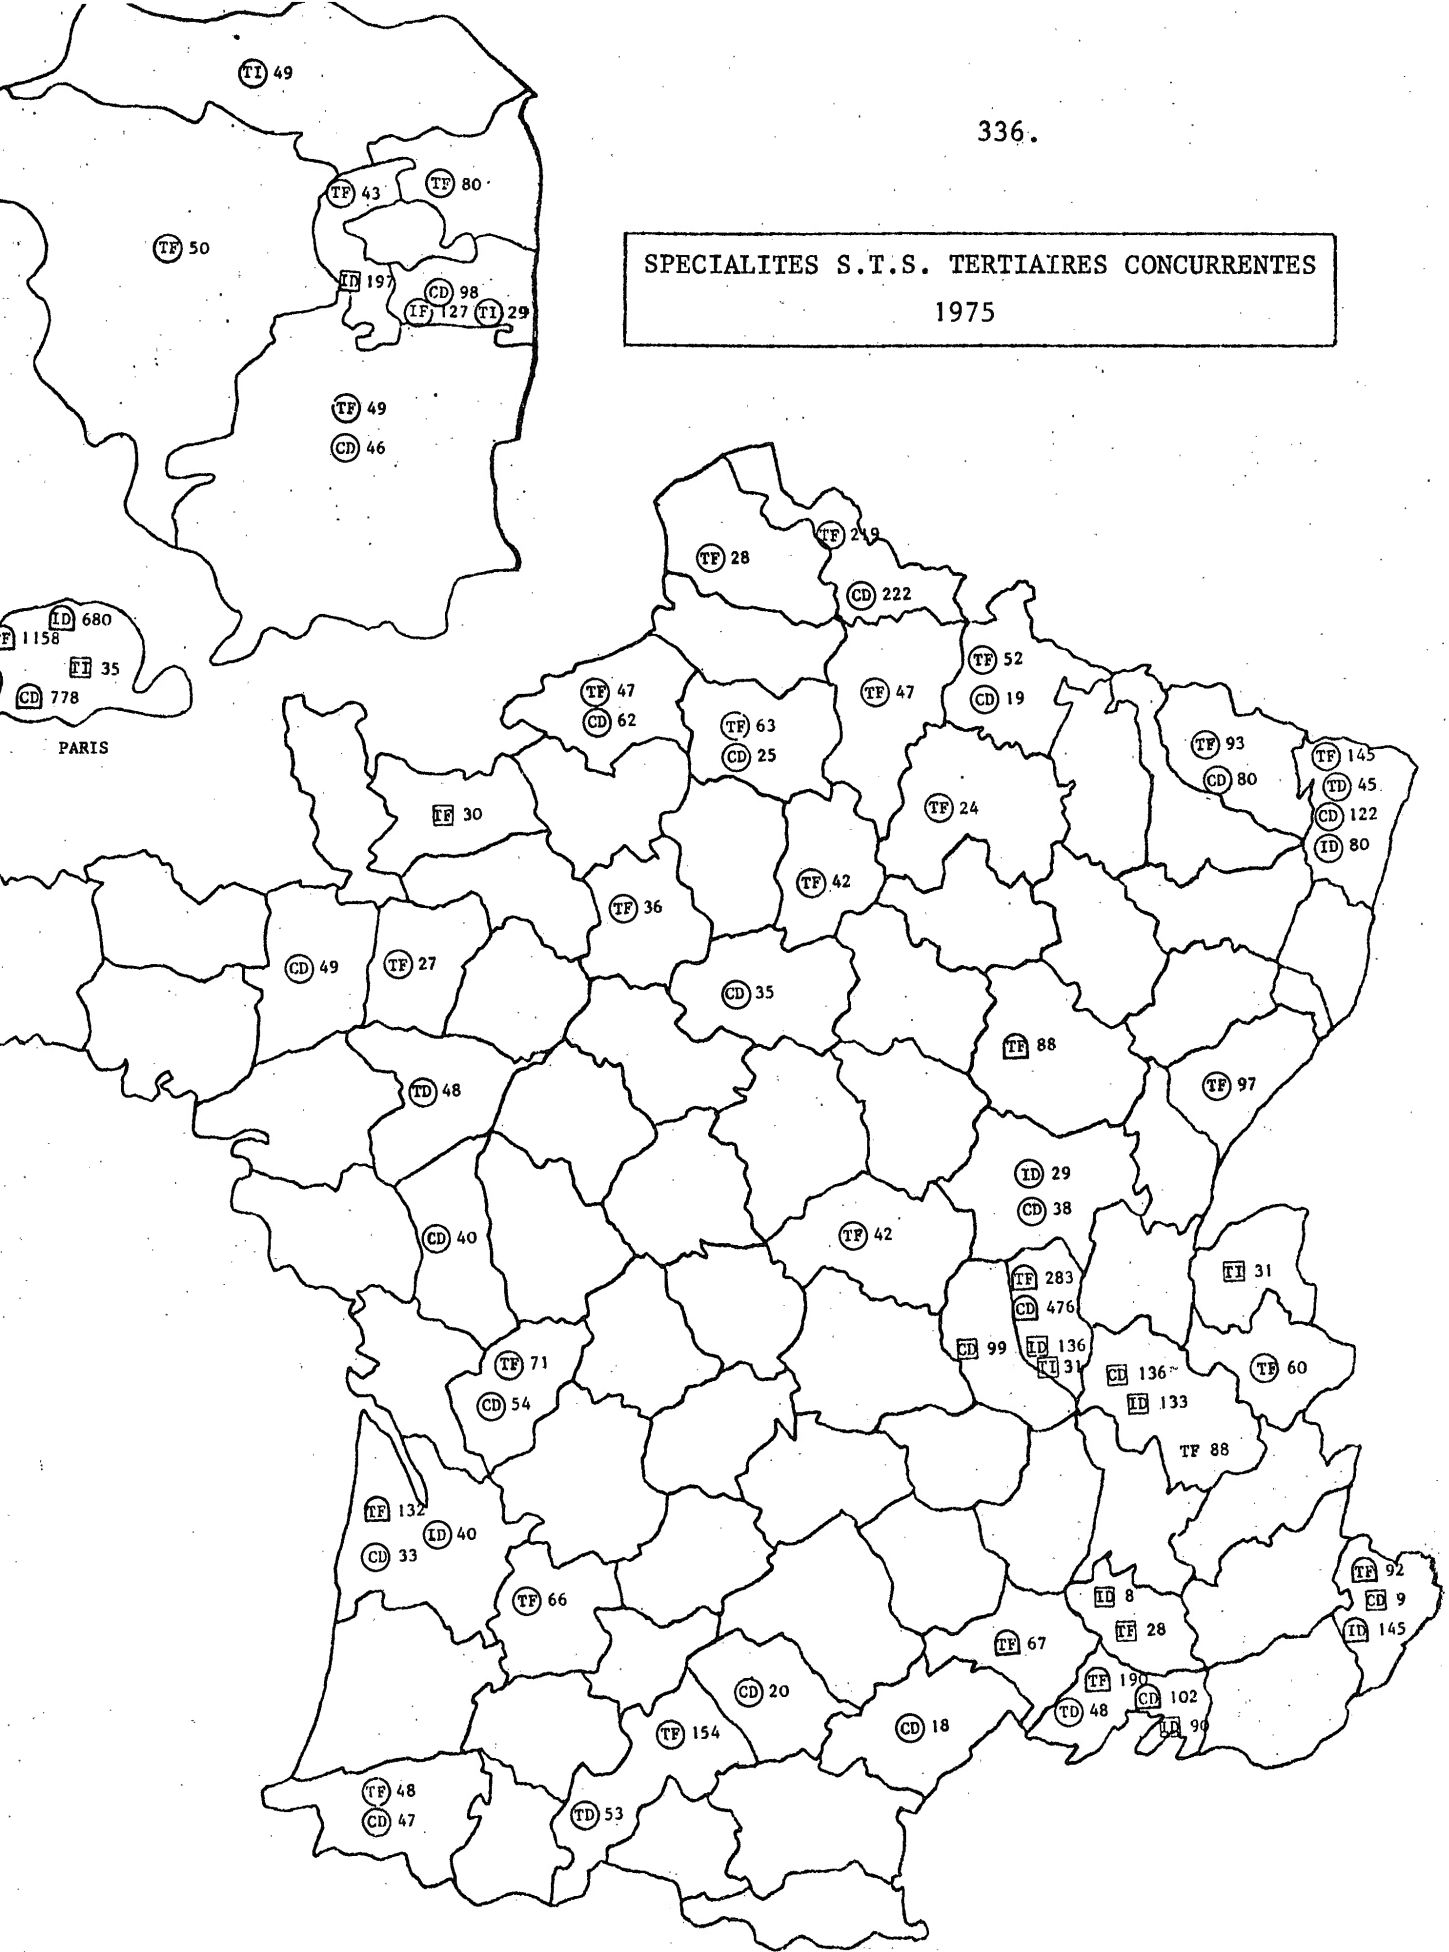 TI 49
336.
TF 43
TF 80
TF 50
SPECIALITES S.T.S. TERTIAIRES CONCURRENTES
1975
ID 197
CD 98
IF 127 TI 29
TF 49
CD 46
TF 219
TF 28
CD 222
ID 680
F 1158
TI 35
CD 778
PARIS
TF 52
CD 19
TF 47
CD 62
TF 47
TF 63
CD 25
TF 93
CD 80
TF 145
TD 45
CD 122
ID 80
TF 30
TF 24
TF 42
TF 36
CD 49
TF 27
CD 35
TF 88
TD 48
TF 97
ID 29
CD 38
CD 40
TF 42
TF 283
CD 476
TI 31
CD 99
ID 136
TI 31
TF 71
CD 54
CD 136
ID 133
TF 60
TF 88
TF 132
ID 40
CD 33
TF 92
CD 9
ID 145
TF 66
ID 8
TF 28
TF 67
CD 20
TF 190
CD 102
TD 48
ID 90
TF 154
CD 18
TF 48
CD 47
TD 53